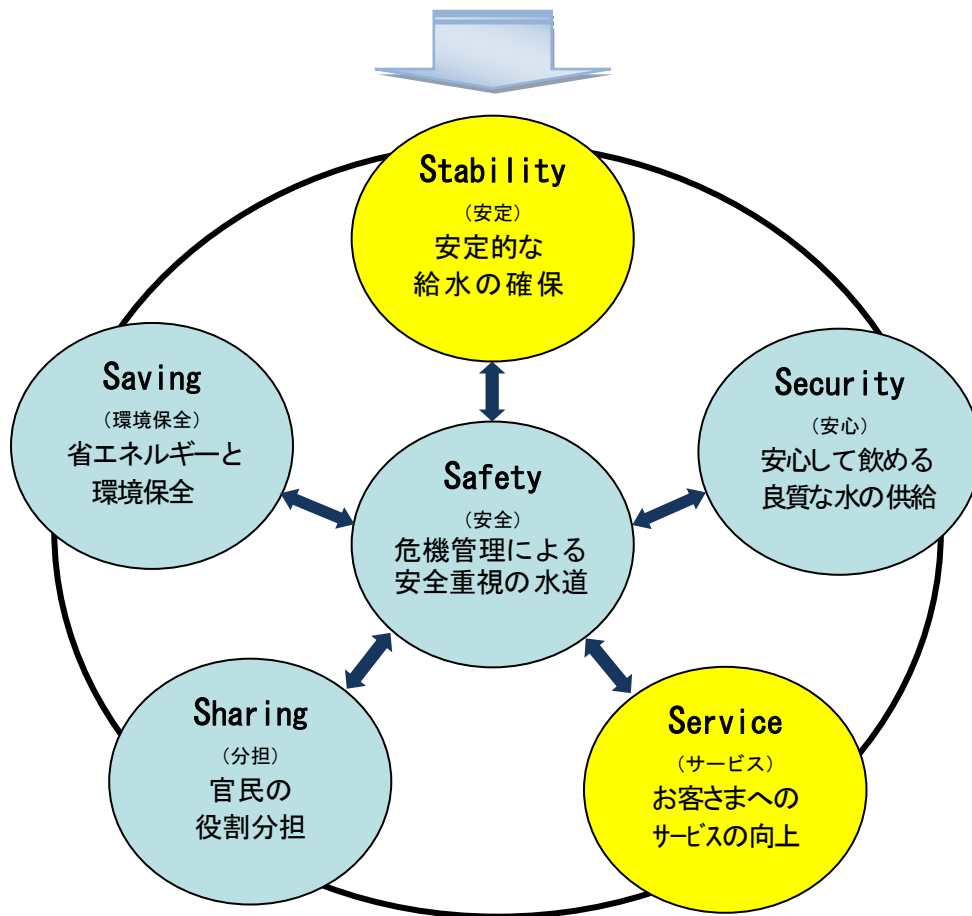 Stability
（安定）
安定的な
給水の確保
Saving
（環境保全）
省エネルギーと
環境保全
Security
（安心）
安心して飲める
良質な水の供給
Safety
（安全）
危機管理による
安全重視の水道
Sharing
（分担）
官民の
役割分担
Service
（サービス）
お客さまへの
サービスの向上